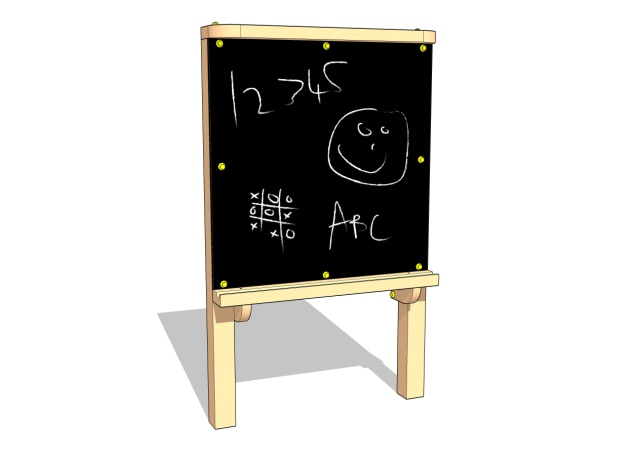 12345
X O O
O O X
X X O
ABC